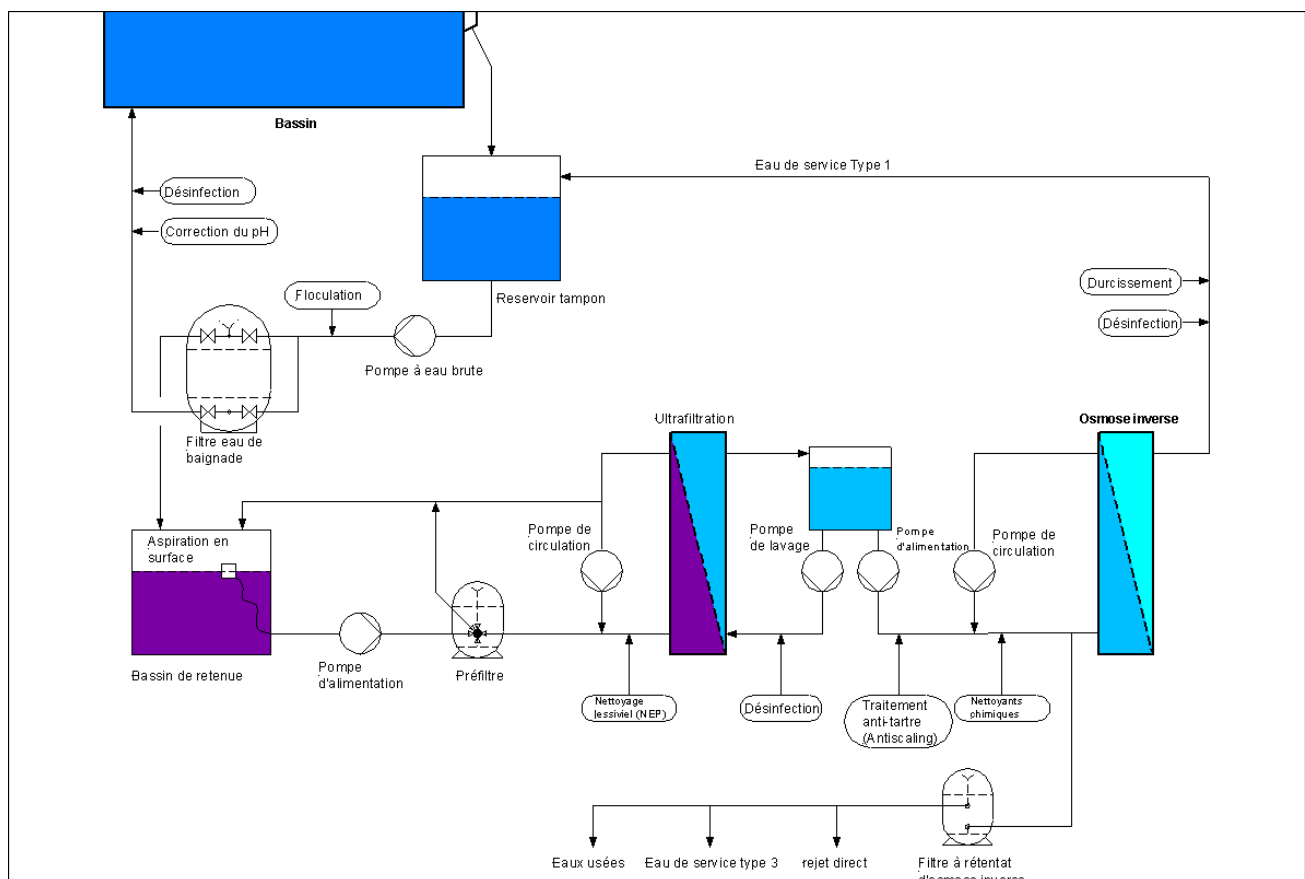 Bassin
Eau de service Type 1
Désinfection
Correction du pH
Floculation
Reservoir tampon
Durcissement
Désinfection
Pompe à eau brute
Filtre eau de
baignade
Ultrafiltration
Osmose inverse
Aspiration en
surface
Pompe de
circulation
Pompe
de lavage
Pompe
d'alimentation
Pompe de
circulation
Bassin de retenue
Pompe
d'alimentation
Préfiltre
Nettoyage
lessiviel (NEP)
Désinfection
Traitement
anti-tartre
(Antiscaling)
Nettoyants
chimiques
Eaux usées
Eau de service type 3
rejet direct
Filtre à rétentat
d'osmose inverse